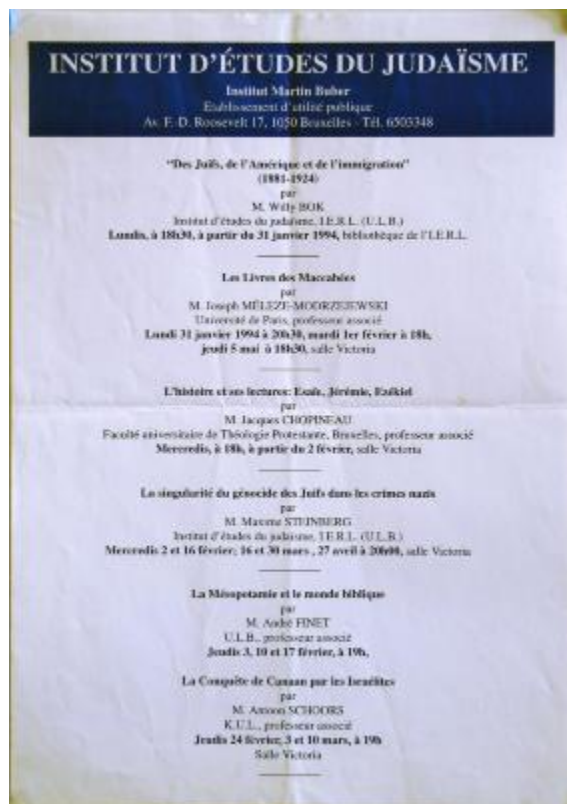 INSTITUT D'ÉTUDES DU JUDAÏSME
Institut Martin Buber
Etablissement d'utilité publique
Av. F.-D. Roosevelt 17, 1050 Bruxelles - Tél. 6503348
"Des Juifs, de l'Amérique et de l'immigration"
(1881-1924)
par
M. Willy BOK
Institut d'études du judaïsme, I.E.R.L. (U.L.B.)
Lundis, à 18h30, à partir du 31 janvier 1994, bibliothèque de l'I.E.R.L.
Les Livres des Maccabées
par
M. Joseph MÉLEZE-MODRZEJEWSKI
Université de Paris, professeur associé
Lundi 31 janvier 1994 à 20h30, mardi 1er février à 18h,
jeudi 5 mai à 18h30, salle Victoria
L'histoire et ses lectures: Esaïe, Jérémie, Ezékiel
par
M. Jacques CHOPINEAU
Faculté universitaire de Théologie Protestante, Bruxelles, professeur associé
Mercredis, à 18h, à partir du 2 février, salle Victoria
La singularité du génocide des Juifs dans les crimes nazis
par
M. Maxime STEINBERG
Institut d'études du judaïsme, I.E.R.L. (U.L.B.)
Mercredis 2 et 16 février; 16 et 30 mars , 27 avril à 20h00, salle Victoria
La Mésopotamie et le monde biblique
par
M. André FINET
U.L.B., professeur associé
Jeudis 3, 10 et 17 février, à 19h,
La Conquête de Canaan par les Israélites
par
M. Antoon SCHOORS
K.U.L., professeur associé
Jeudis 24 février, 3 et 10 mars, à 19h
Salle Victoria